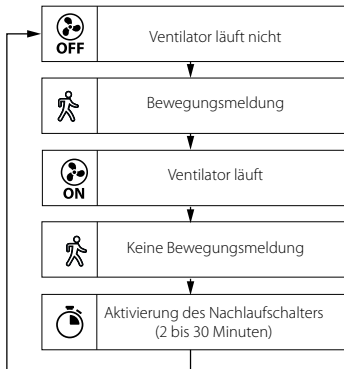 OFF
Ventilator läuft nicht
Bewegungsmeldung
ON
Ventilator läuft
Keine Bewegungsmeldung
Aktivierung des Nachlaufschalters
(2 bis 30 Minuten)